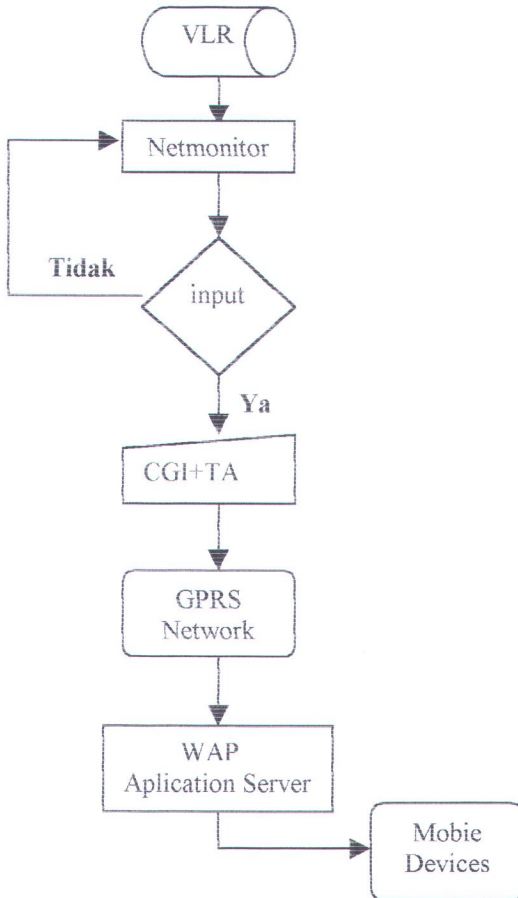 VLR
Netmonitor
Tidak
input
Ya
CGI+TA
GPRS
Network
WAP
Aplication Server
Mobie
Devices